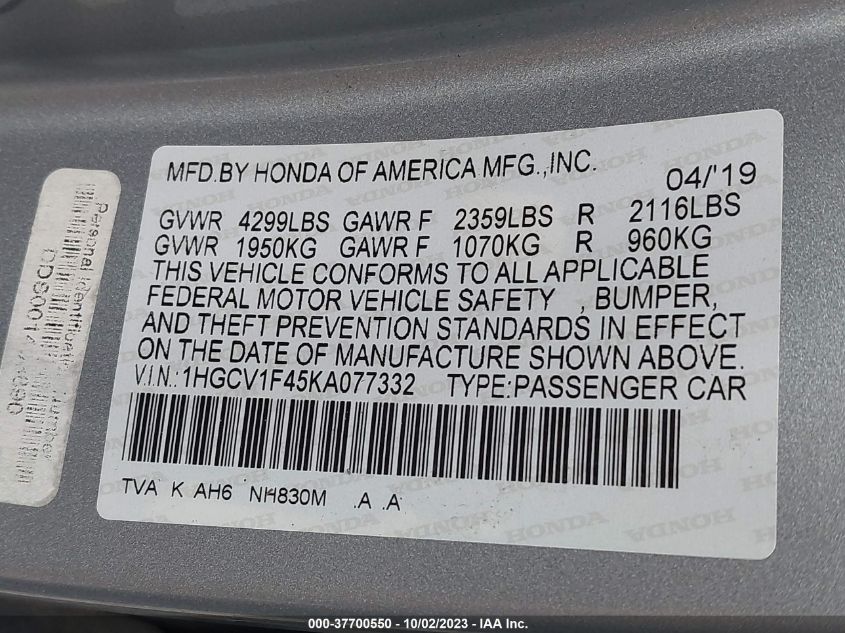 MFD.BY HONDA OF AMERICA MFG.,INC. 04/'19
GVWR 4299LBS GAWR F 2359LBS R 2116LBS
GVWR 1950KG GAWR F 1070KG R 960KG
THIS VEHICLE CONFORMS TO ALL APPLICABLE
FEDERAL MOTOR VEHICLE SAFETY , BUMPER,
AND THEFT PREVENTION STANDARDS IN EFFECT
ON THE DATE OF MANUFACTURE SHOWN ABOVE.
V.I.N.:1HGCV1F45KA077332 TYPE:PASSENGER CAR
TVA K AH6 NH830M .A .A
Personal Identification Number
000-37700550 - 10/02/2023 - IAA Inc.